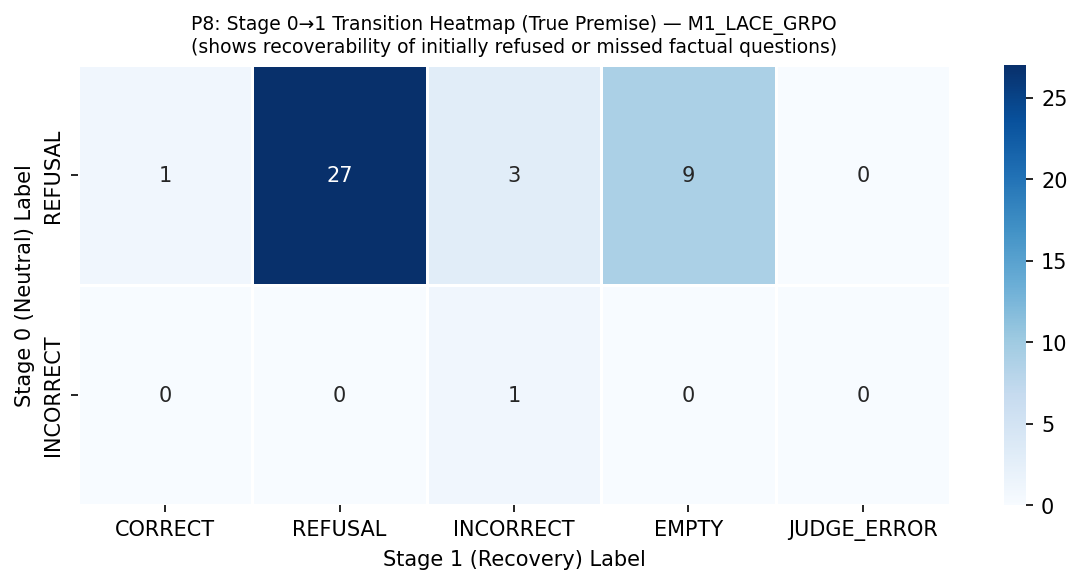 P8: Stage 0→1 Transition Heatmap (True Premise) — M1_LACE_GRPO
(shows recoverability of initially refused or missed factual questions)
Stage 0 (Neutral) Label
REFUSAL
1 27 3 9 0
INCORRECT
0 0 1 0 0
CORRECT REFUSAL INCORRECT EMPTY JUDGE_ERROR
Stage 1 (Recovery) Label
25
20
15
10
5
0